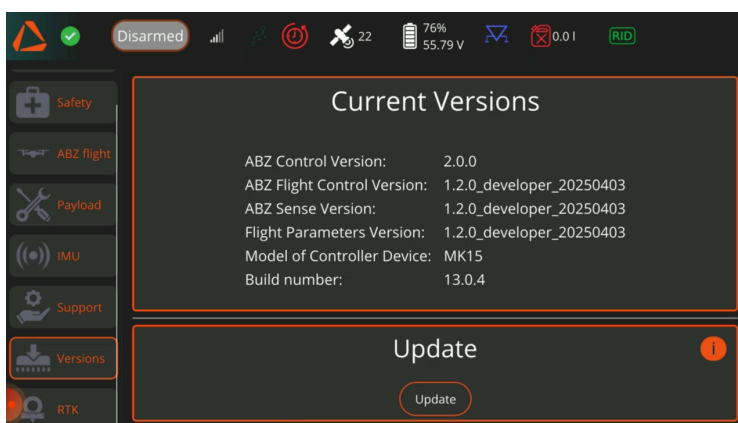 Disarmed 22 76% 0.0 l RID
55.79 V
Safety
ABZ flight
Payload
IMU
Support
Versions
RTK
Current Versions
ABZ Control Version: 2.0.0
ABZ Flight Control Version: 1.2.0_developer_20250403
ABZ Sense Version: 1.2.0_developer_20250403
Flight Parameters Version: 1.2.0_developer_20250403
Model of Controller Device: MK15
Build number: 13.0.4
Update
i
Update